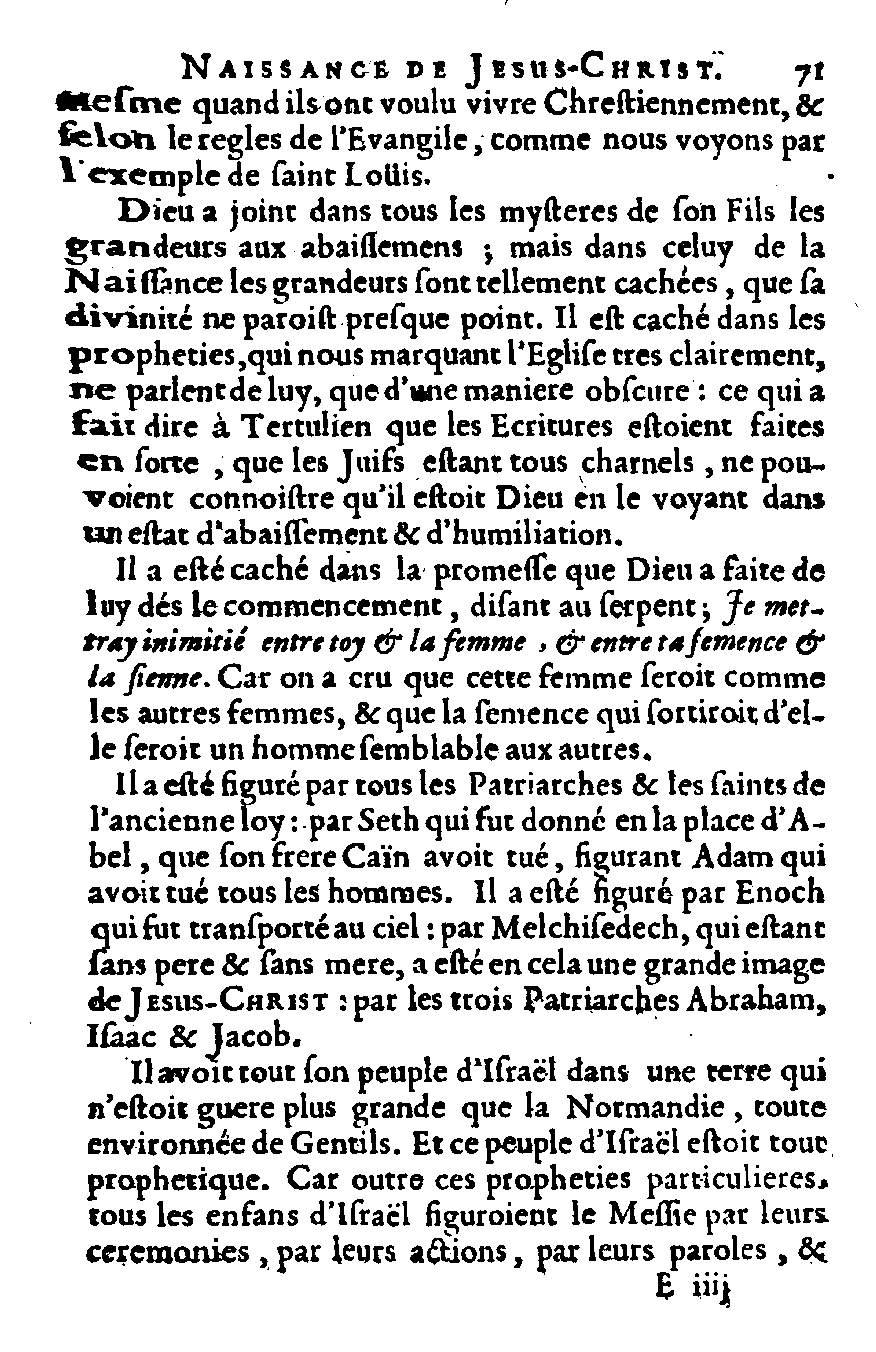 NAISSANCE DE JESUS-CHRIST. 71
meſme quand ils ont voulu vivre Chreſtiennement, &
ſelon le regles de l'Evangile, comme nous voyons par
l'exemple de ſaint Loüis.
Dieu a joint dans tous les myſteres de ſon Fils les
grandeurs aux abaiſſemens ; mais dans celuy de la
Naiſſance les grandeurs ſont tellement cachées, que ſa
divinité ne paroiſt preſque point. Il eſt caché dans les
propheties, qui nous marquant l'Egliſe tres clairement,
ne parlent de luy, que d'une maniere obſcure : ce qui a
fait dire à Tertulien que les Ecritures eſtoient faites
en ſorte, que les Juifs eſtant tous charnels, ne pou-
voient connoiſtre qu'il eſtoit Dieu en le voyant dans
un eſtat d'abaiſſement & d'humiliation.
Il a eſté caché dans la promeſſe que Dieu a faite de
luy dés le commencement, diſant au ſerpent ; Je met-
tray inimitié entre toy & la femme, & entre ta ſemence &
la ſienne. Car on a cru que cette femme ſeroit comme
les autres femmes, & que la ſemence qui ſortiroit d'el-
le ſeroit un homme ſemblable aux autres.
Il a eſté figuré par tous les Patriarches & les ſaints de
l'ancienne loy : par Seth qui fut donné en la place d'A-
bel, que ſon frere Caïn avoit tué, figurant Adam qui
avoit tué tous les hommes. Il a eſté figuré par Enoch
qui fut tranſporté au ciel : par Melchiſedech, qui eſtant
ſans pere & ſans mere, a eſté en cela une grande image
de JESUS-CHRIST : par les trois Patriarches Abraham,
Iſaac & Jacob.
Il avoit tout ſon peuple d'Iſraël dans une terre qui
n'eſtoit guere plus grande que la Normandie, toute
environnée de Gentils. Et ce peuple d'Iſraël eſtoit tout
prophetique. Car outre ces propheties particulieres,
tous les enfans d'Iſraël figuroient le Meſſie par leurs
ceremonies, par leurs actions, par leurs paroles, &
E iiij